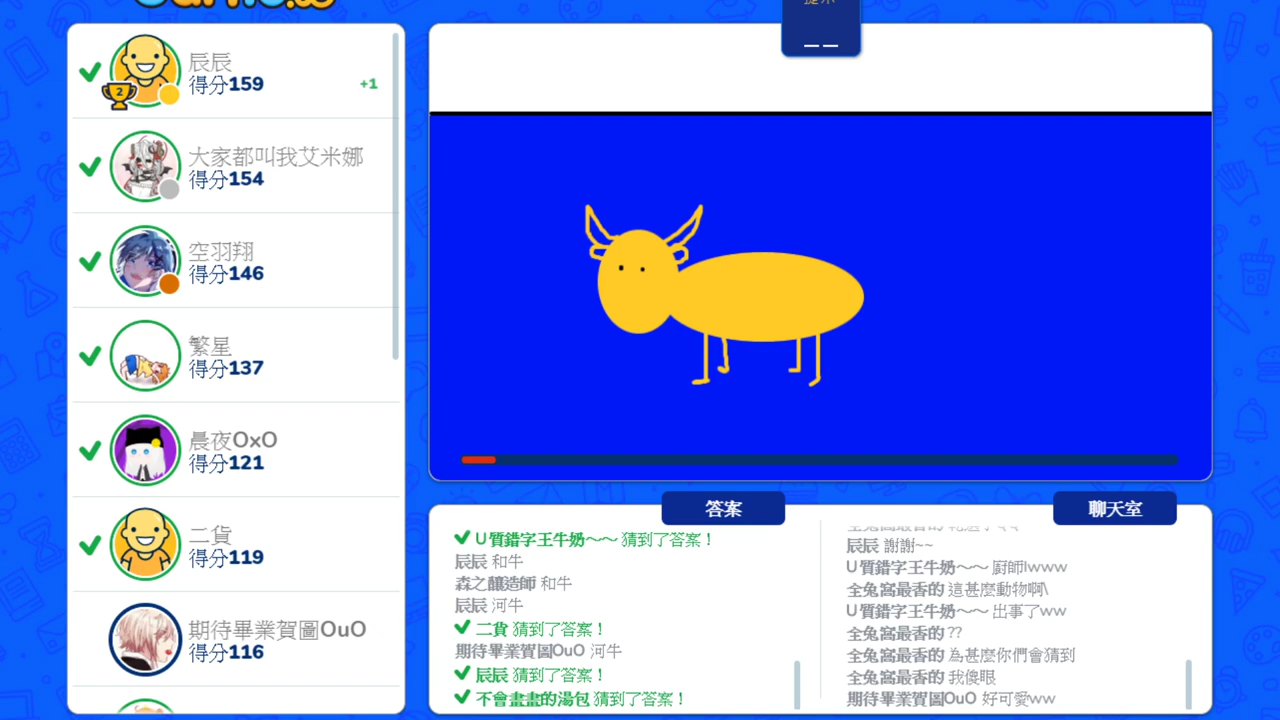 辰辰
得分159
+1
大家都叫我艾米娜
得分154
空羽翔
得分146
繁星
得分137
晨夜OxO
得分121
二貨
得分119
期待畢業賀圖OuO
得分116
2
答案
U質錯字王牛奶～～ 猜到了答案！
辰辰 和牛
森之釀造師 和牛
辰辰 河牛
二貨 猜到了答案！
期待畢業賀圖OuO 河牛
辰辰 猜到了答案！
不會畫畫的湯包 猜到了答案！
聊天室
辰辰 謝謝~~
U質錯字王牛奶～～ 廚師lwww
全兔窩最香的 這甚麼動物啊\
U質錯字王牛奶～～ 出事了ww
全兔窩最香的 ??
全兔窩最香的 為甚麼你們會猜到
全兔窩最香的 我傻眼
期待畢業賀圖OuO 好可愛ww